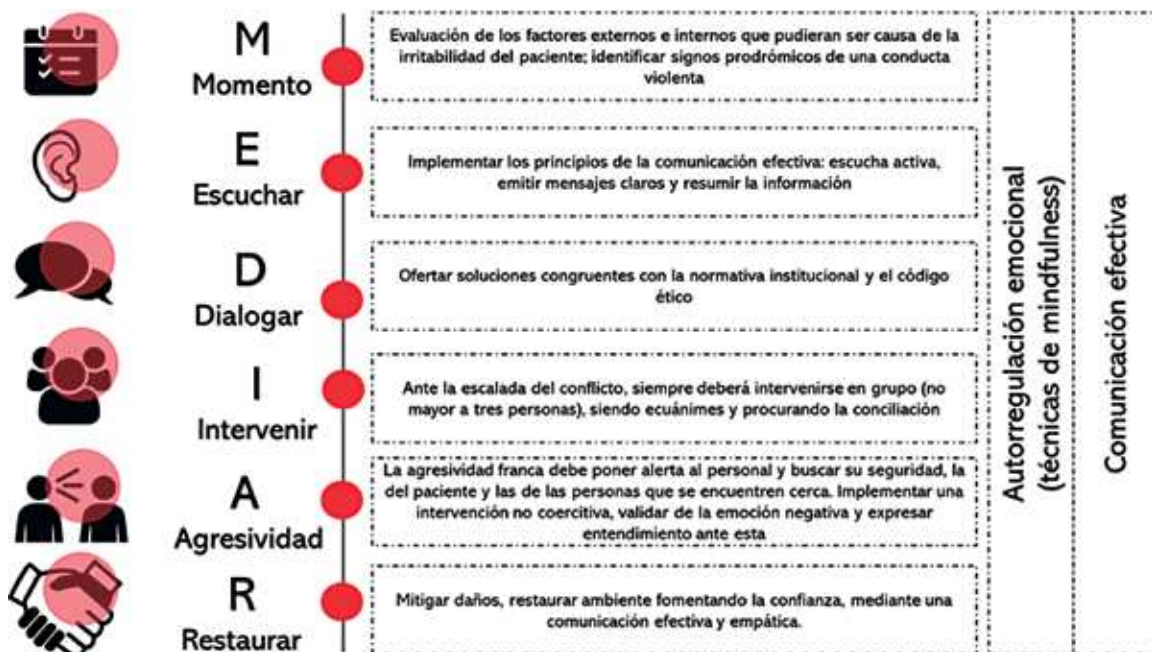 M
Momento
Evaluación de los factores externos e internos que pudieran ser causa de la
irritabilidad del paciente; identificar signos prodrómicos de una conducta
violenta
E
Escuchar
Implementar los principios de la comunicación efectiva: escucha activa,
emitir mensajes claros y resumir la información
D
Dialogar
Ofertar soluciones congruentes con la normativa institucional y el código
ético
I
Intervenir
Ante la escalada del conflicto, siempre deberá intervenirse en grupo (no
mayor a tres personas), siendo ecuánimes y procurando la conciliación
A
Agresividad
La agresividad franca debe poner alerta al personal y buscar su seguridad, la
del paciente y las de las personas que se encuentren cerca. Implementar una
intervención no coercitiva, validar de la emoción negativa y expresar
entendimiento ante esta
R
Restaurar
Mitigar daños, restaurar ambiente fomentando la confianza, mediante una
comunicación efectiva y empática.
Autorregulación emocional
(técnicas de mindfulness)
Comunicación efectiva